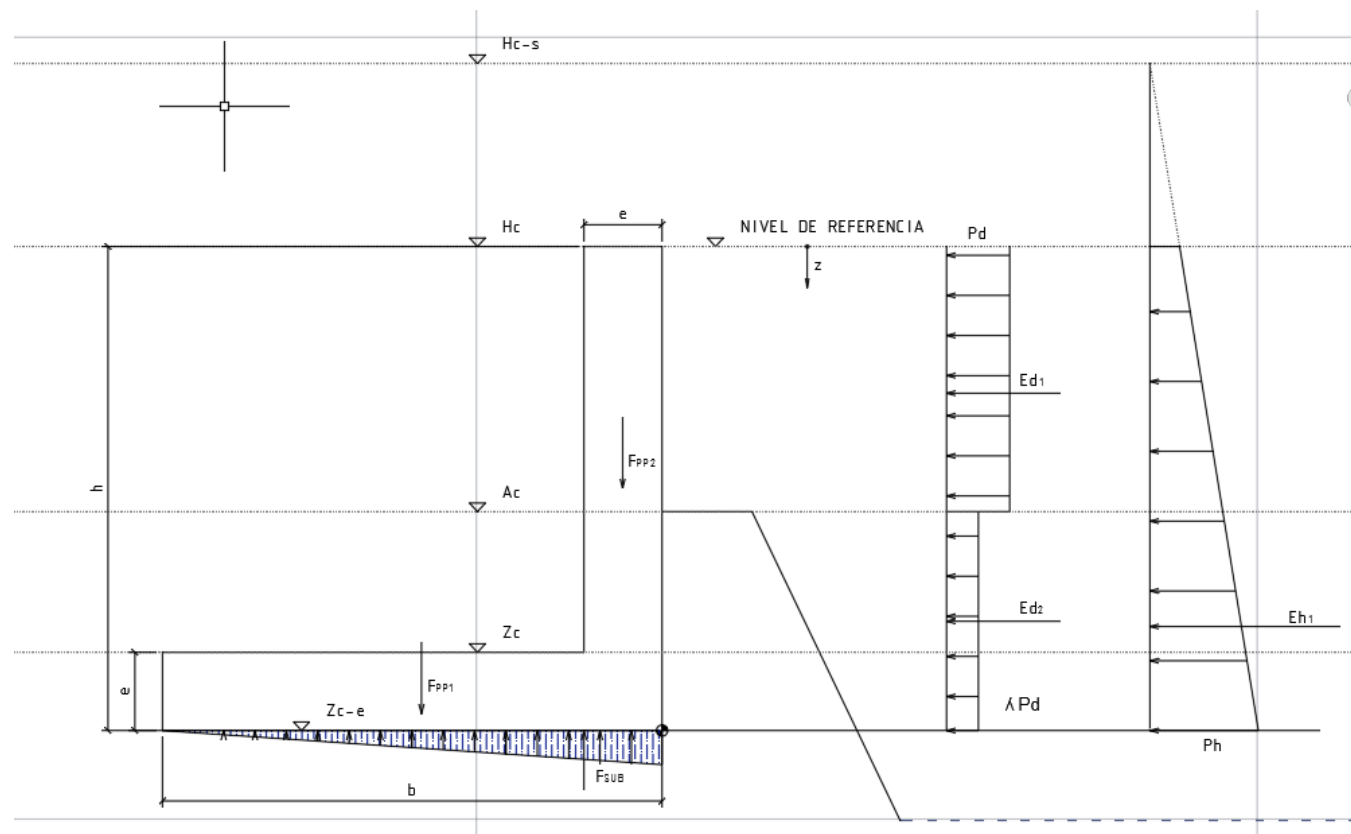 Hc-s
e
Hc
NIVEL DE REFERENCIA
Pd
z
Ed1
FPP2
h
Ac
Ed2
Eh1
Zc
e
FPP1
λPd
Zc-e
Ph
FSUB
b